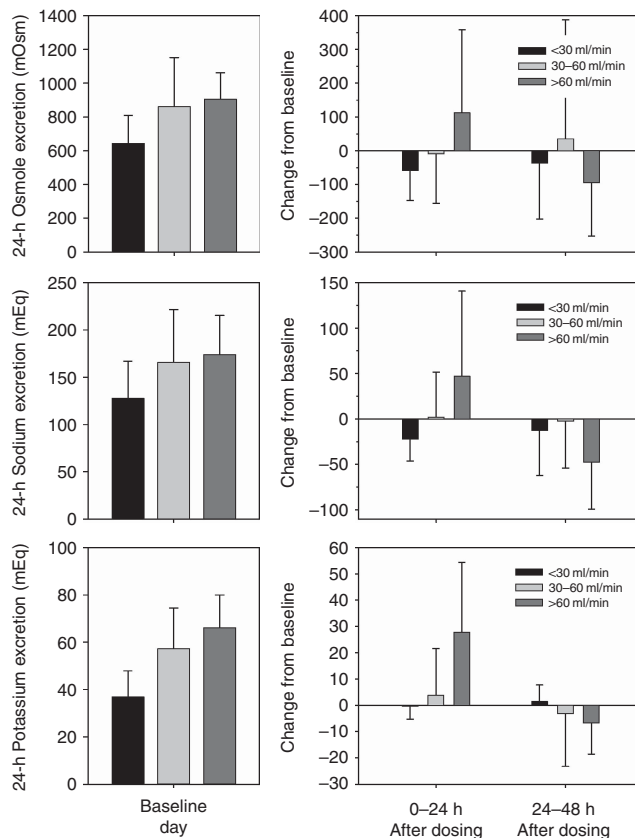 24-h Osmole excretion (mOsm)
1400
1200
1000
800
600
400
200
0
Change from baseline
400
300
200
100
0
−100
−200
−300
<30 ml/min
30–60 ml/min
>60 ml/min
24-h Sodium excretion (mEq)
250
200
150
100
50
0
Change from baseline
150
100
50
0
−50
−100
<30 ml/min
30–60 ml/min
>60 ml/min
24-h Potassium excretion (mEq)
100
80
60
40
20
0
Baseline
day
Change from baseline
60
50
40
30
20
10
0
−10
−20
30
<30 ml/min
30–60 ml/min
>60 ml/min
0–24 h
After dosing
24–48 h
After dosing